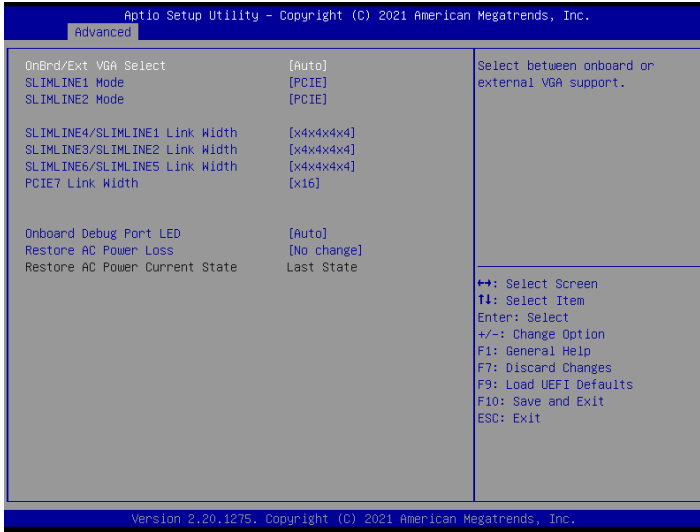 Aptio Setup Utility – Copyright (C) 2021 American Megatrends, Inc.
Advanced
OnBrd/Ext VGA Select [Auto]
SLIMLINE1 Mode [PCIE]
SLIMLINE2 Mode [PCIE]
SLIMLINE4/SLIMLINE1 Link Width [x4x4x4x4]
SLIMLINE3/SLIMLINE2 Link Width [x4x4x4x4]
SLIMLINE6/SLIMLINE5 Link Width [x4x4x4x4]
PCIE7 Link Width [x16]
Onboard Debug Port LED [Auto]
Restore AC Power Loss [No change]
Restore AC Power Current State Last State
Select between onboard or
external VGA support.
↔: Select Screen
↑↓: Select Item
Enter: Select
+/-: Change Option
F1: General Help
F7: Discard Changes
F9: Load UEFI Defaults
F10: Save and Exit
ESC: Exit
Version 2.20.1275. Copyright (C) 2021 American Megatrends, Inc.